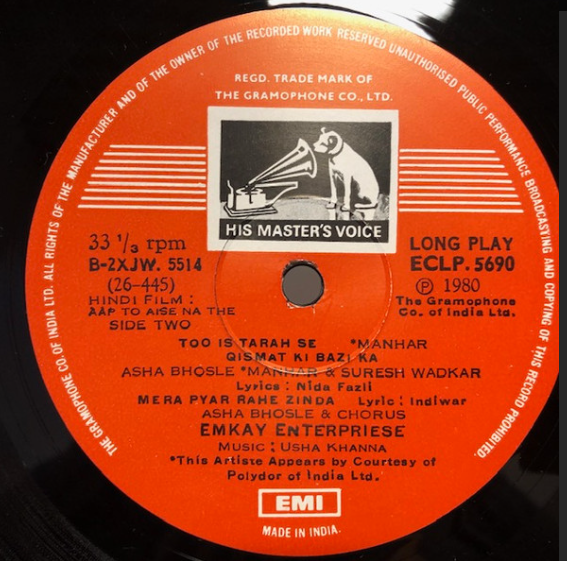 THE GRAMOPHONE CO. OF INDIA LTD. ALL RIGHTS OF THE MANUFACTURER AND OF THE OWNER OF THE RECORDED WORK RESERVED UNAUTHORISED PUBLIC PERFORMANCE BROADCASTING AND COPYING OF THIS RECORD PROHIBITED.
REGD. TRADE MARK OF
THE GRAMOPHONE CO., LTD.
HIS MASTER'S VOICE
33 1/3 rpm
B-2XJW. 5514
(26-445)
HINDI FILM :
AAP TO AISE NA THE
SIDE TWO
LONG PLAY
ECLP. 5690
Ⓟ 1980
The Gramophone
Co. of India Ltd.
TOO IS TARAH SE *MANHAR
QISMAT KI BAZI KA
ASHA BHOSLE *MANHAR & SURESH WADKAR
Lyrics : Nida Fazli
MERA PYAR RAHE ZINDA Lyric : Indiwar
ASHA BHOSLE & CHORUS
EMKAY ENTERPRIESE
MUSIC : USHA KHANNA
*This Artiste Appears by Courtesy of
Polydor of India Ltd.
EMI
MADE IN INDIA.